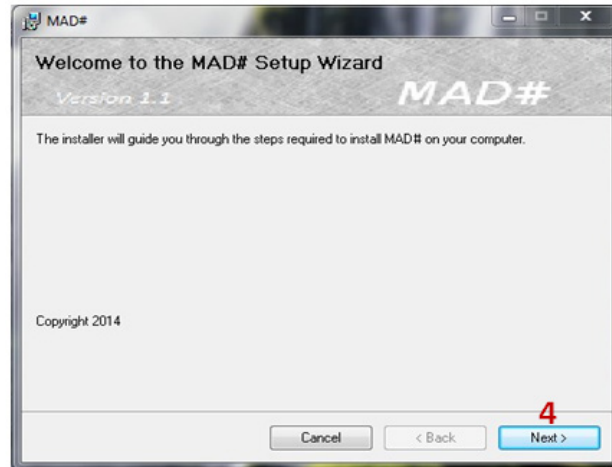 MAD#
Welcome to the MAD# Setup Wizard
Version 1.1
MAD#
The installer will guide you through the steps required to install MAD# on your computer.
Copyright 2014
4
Cancel
< Back
Next >